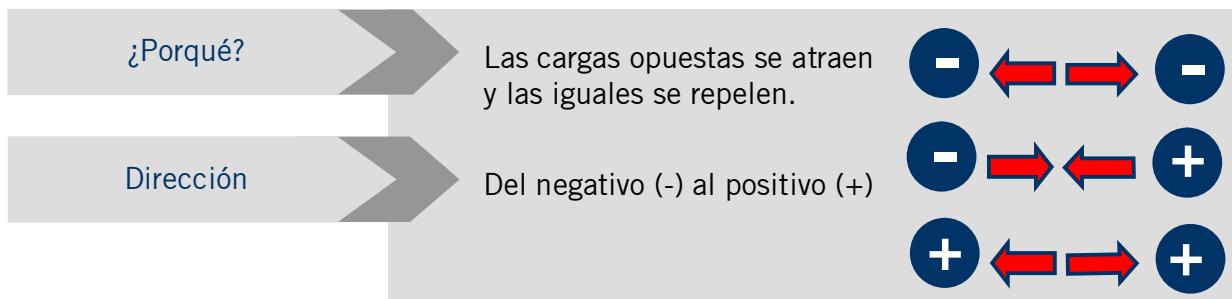 ¿Porqué?
Las cargas opuestas se atraen
y las iguales se repelen.
- -
Dirección
Del negativo (-) al positivo (+)
- +
+ +